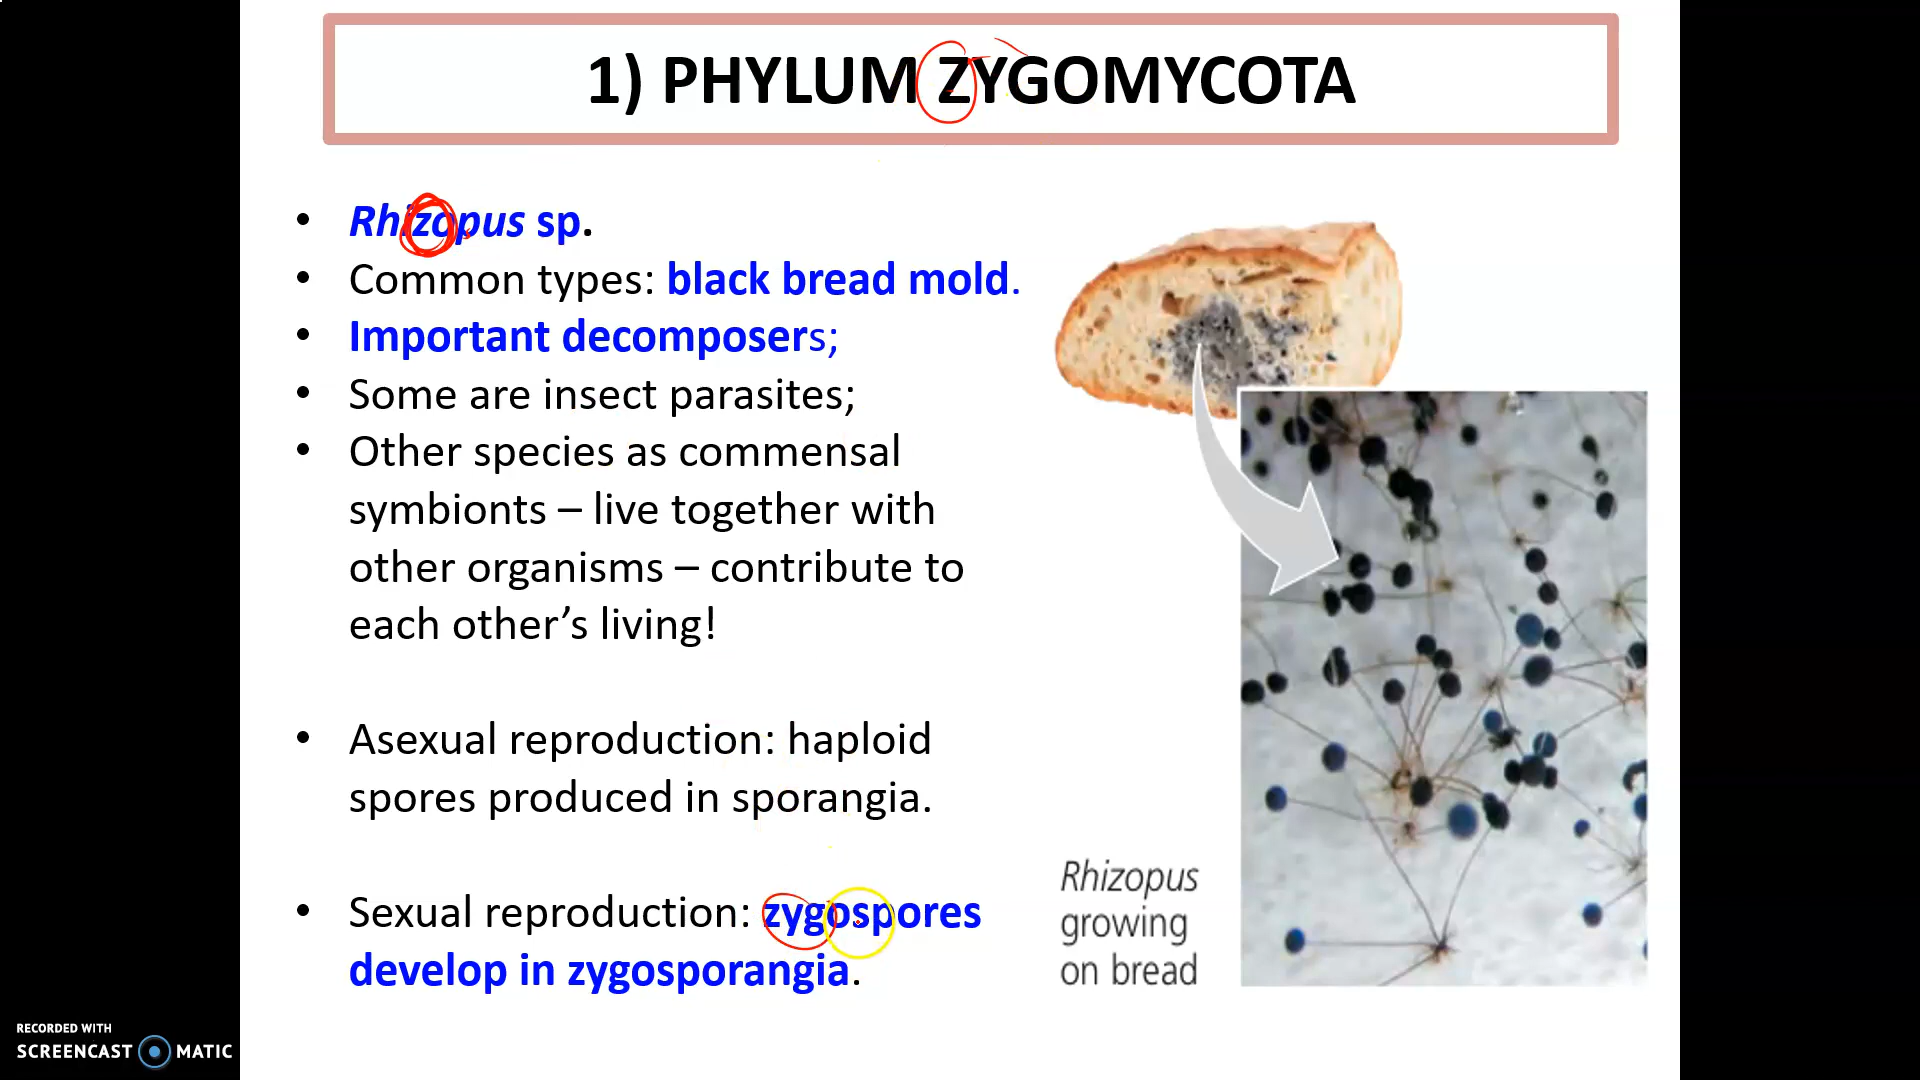 1) PHYLUM ZYGOMYCOTA
• Rhizopus sp.
• Common types: black bread mold.
• Important decomposers;
• Some are insect parasites;
• Other species as commensal
symbionts – live together with
other organisms – contribute to
each other’s living!
• Asexual reproduction: haploid
spores produced in sporangia.
• Sexual reproduction: zygospores
develop in zygosporangia.
Rhizopus
growing
on bread
RECORDED WITH
SCREENCAST MATIC